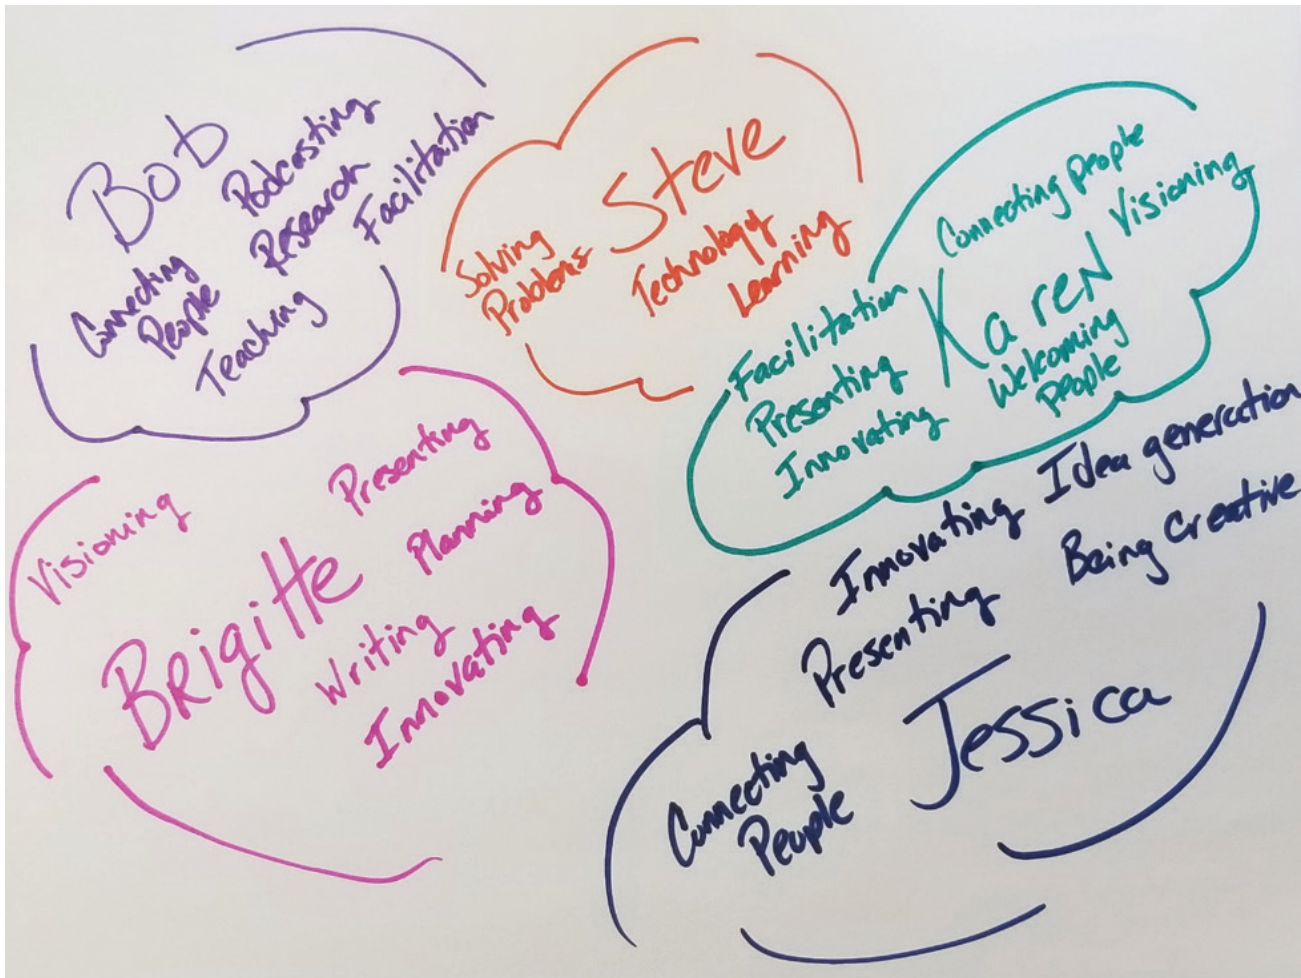 Bob
Podcasting
Research
Facilitation
Connecting
People
Teaching
Steve
Solving
Problems
Technology
Learning
Connecting people
Visioning
Karen
Facilitation
Presenting
Innovating
Welcoming
People
Visioning
Presenting
Planning
Brigitte
Writing
Innovating
Innovating
Idea generation
Presenting
Being Creative
Jessica
Connecting
People